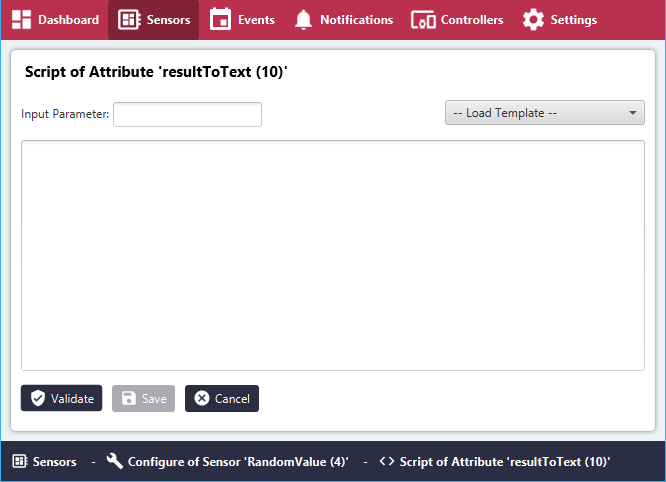 Dashboard Sensors Events Notifications Controllers Settings
Script of Attribute 'resultToText (10)'
Input Parameter: -- Load Template --
Validate Save Cancel
Sensors - Configure of Sensor 'RandomValue (4)' - Script of Attribute 'resultToText (10)'